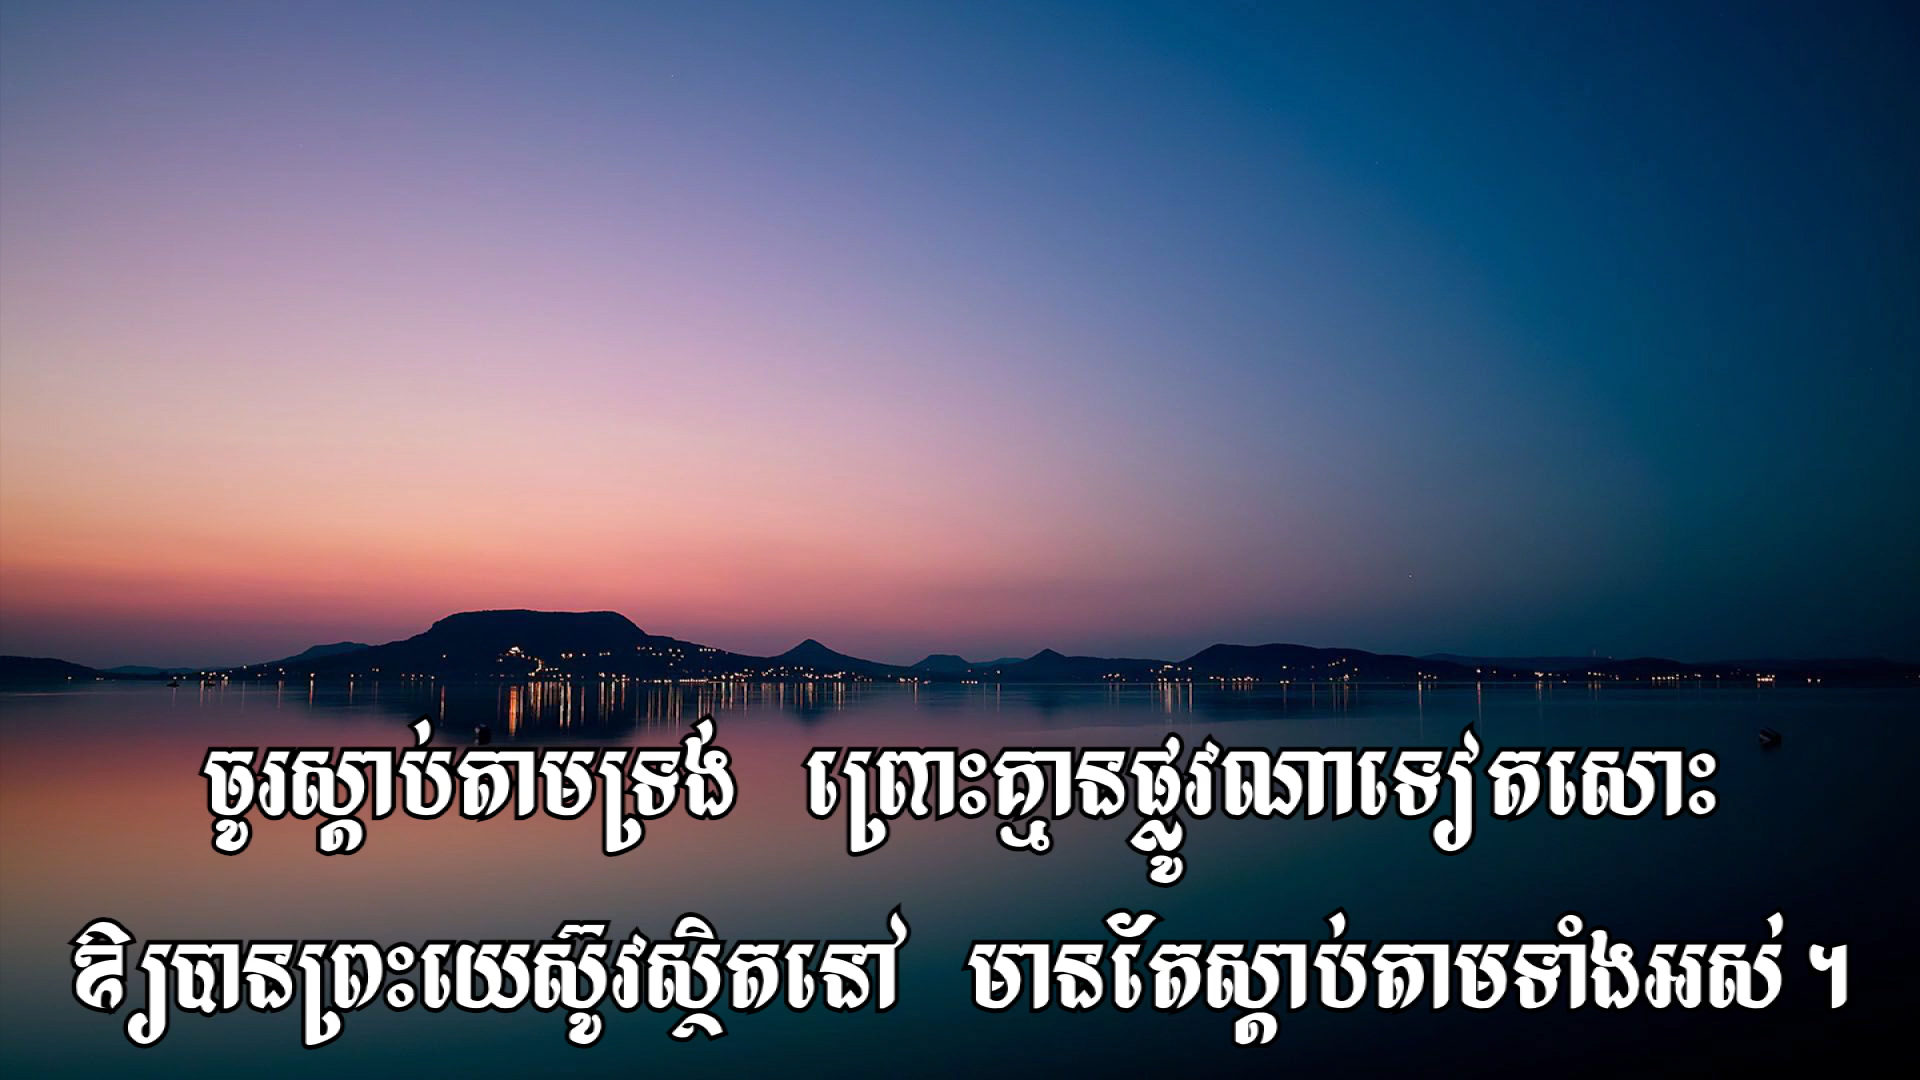 ចូរស្ដាប់តាមទ្រង់ ព្រោះគ្មានផ្លូវណាទៀតសោះ
ឱ្យបានព្រះយេស៊ូវស្ថិតនៅ មានតែស្ដាប់តាមទាំងអស់។